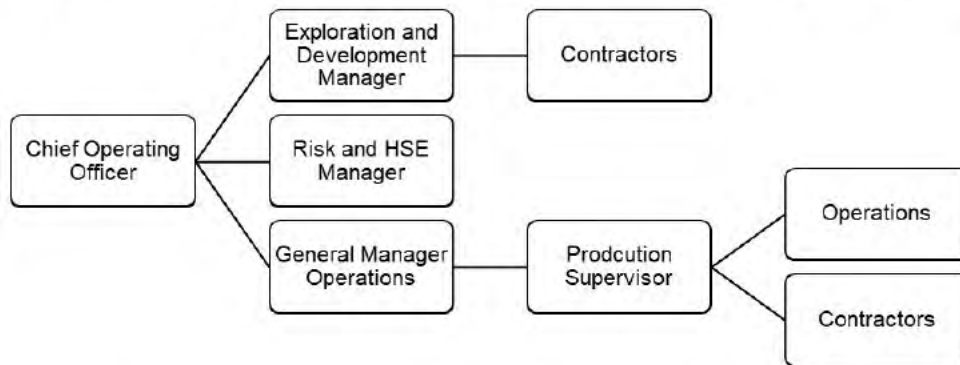 Exploration and
Development
Manager
Contractors
Chief Operating
Officer
Risk and HSE
Manager
General Manager
Operations
Prodcution
Supervisor
Operations
Contractors